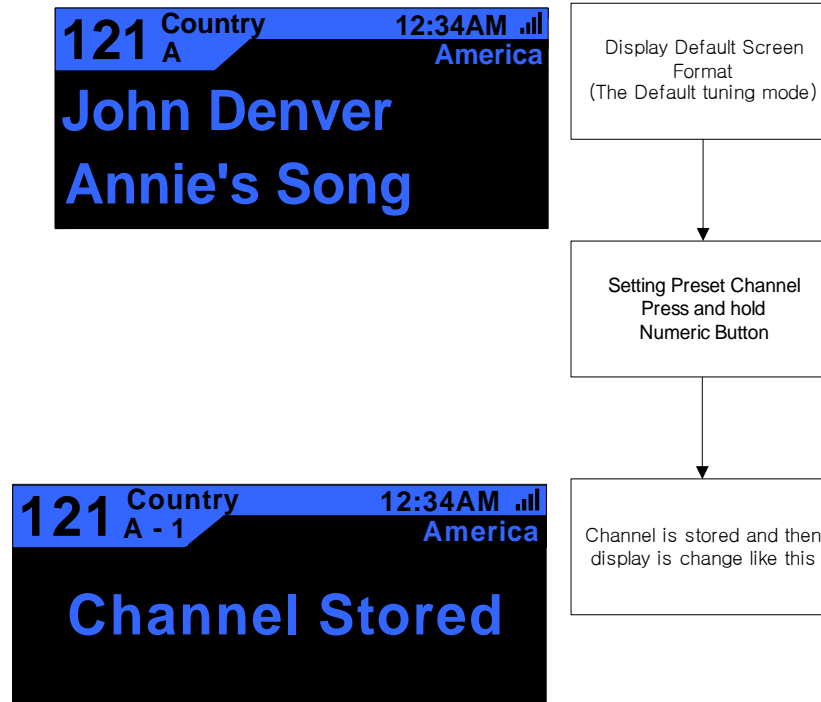 121 Country 12:34AM
A America
John Denver
Annie's Song
Display Default Screen
Format
(The Default tuning mode)
Setting Preset Channel
Press and hold
Numeric Button
121 Country 12:34AM
A - 1 America
Channel Stored
Channel is stored and then
display is change like this